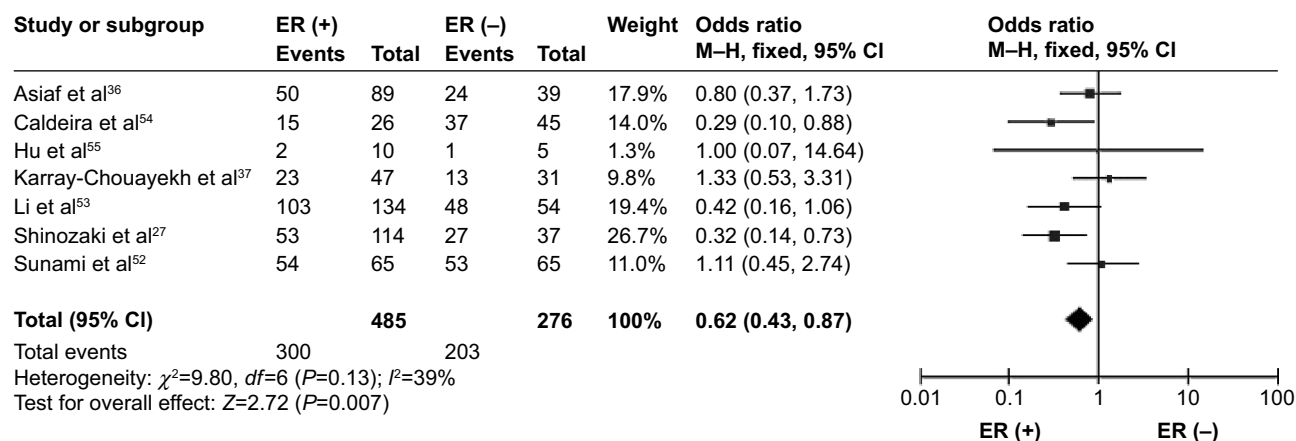 Study or subgroup ER (+) ER (–) Weight Odds ratio Odds ratio
Events Total Events Total M–H, fixed, 95% CI M–H, fixed, 95% CI
Asiaf et al36 50 89 24 39 17.9% 0.80 (0.37, 1.73)
Caldeira et al54 15 26 37 45 14.0% 0.29 (0.10, 0.88)
Hu et al55 2 10 1 5 1.3% 1.00 (0.07, 14.64)
Karray-Chouayekh et al37 23 47 13 31 9.8% 1.33 (0.53, 3.31)
Li et al53 103 134 48 54 19.4% 0.42 (0.16, 1.06)
Shinozaki et al27 53 114 27 37 26.7% 0.32 (0.14, 0.73)
Sunami et al52 54 65 53 65 11.0% 1.11 (0.45, 2.74)
Total (95% CI) 485 276 100% 0.62 (0.43, 0.87)
Total events 300 203
Heterogeneity: χ2=9.80, df=6 (P=0.13); I2=39%
Test for overall effect: Z=2.72 (P=0.007)
0.01 0.1 1 10 100
ER (+) ER (–)